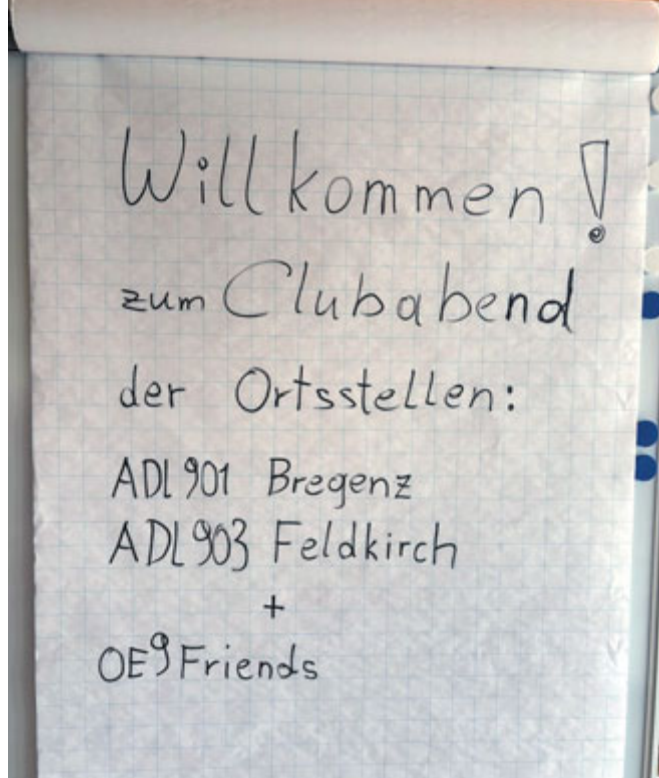 Willkommen!
zum Clubabend
der Ortsstellen:
ADL 901 Bregenz
ADL 903 Feldkirch
+
OE9 Friends